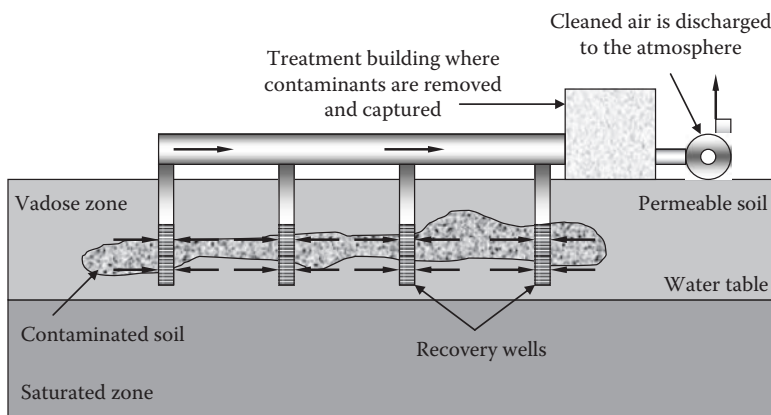 Cleaned air is discharged
to the atmosphere
Treatment building where
contaminants are removed
and captured
Vadose zone
Permeable soil
Water table
Contaminated soil
Recovery wells
Saturated zone